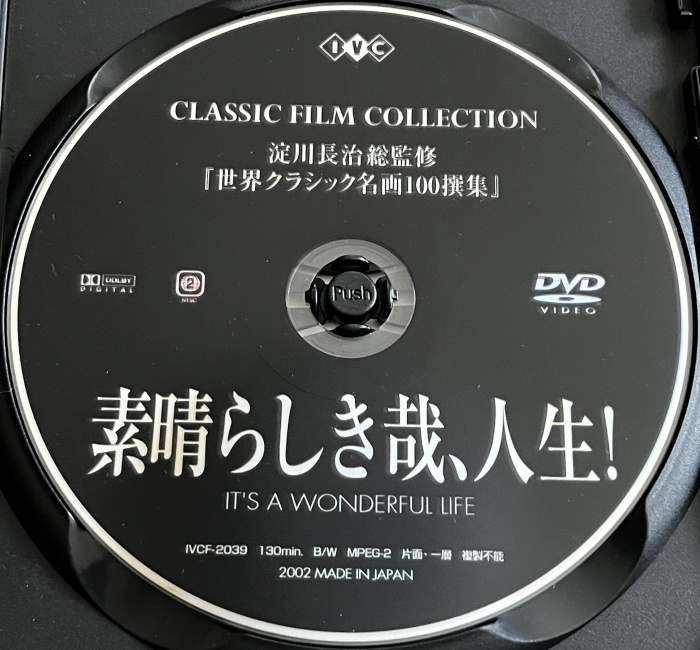 IVC
CLASSIC FILM COLLECTION
淀川長治総監修
『世界クラシック名画100撰集』
DOLBY
DIGITAL
2
NTSC
Push
DVD
VIDEO
素晴らしき哉、人生!
IT'S A WONDERFUL LIFE
IVCF-2039 130min. B/W MPEG-2 片面・一層 複製不能
2002 MADE IN JAPAN